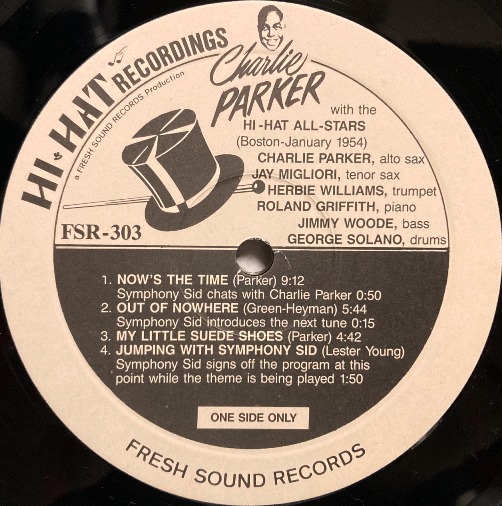 HI-HAT RECORDINGS
a FRESH SOUND RECORDS Production
Charlie
PARKER
with the
HI-HAT ALL-STARS
(Boston-January 1954)
CHARLIE PARKER, alto sax
JAY MIGLIORI, tenor sax
HERBIE WILLIAMS, trumpet
ROLAND GRIFFITH, piano
JIMMY WOODE, bass
GEORGE SOLANO, drums
FSR-303
1. NOW'S THE TIME (Parker) 9:12
Symphony Sid chats with Charlie Parker 0:50
2. OUT OF NOWHERE (Green-Heyman) 5:44
Symphony Sid introduces the next tune 0:15
3. MY LITTLE SUEDE SHOES (Parker) 4:42
4. JUMPING WITH SYMPHONY SID (Lester Young)
Symphony Sid signs off the program at this
point while the theme is being played 1:50
ONE SIDE ONLY
FRESH SOUND RECORDS